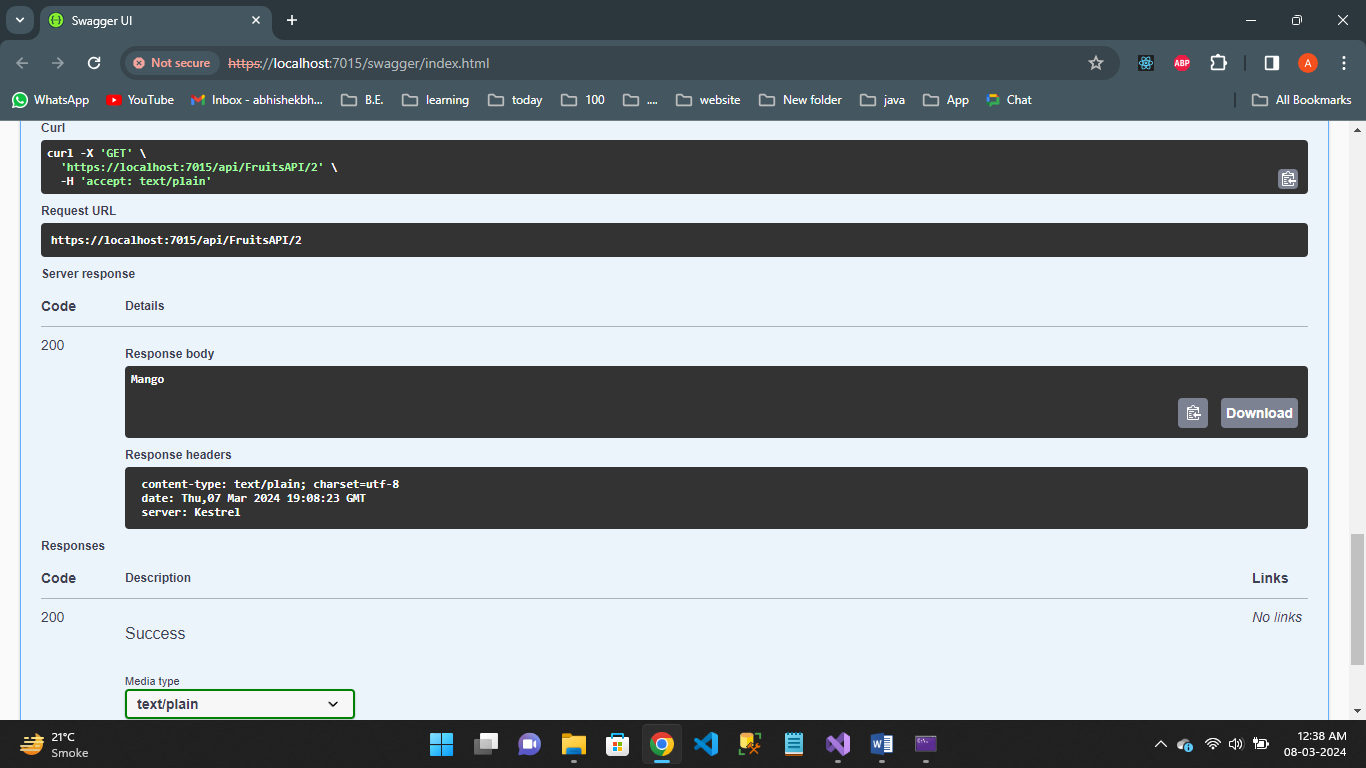 Swagger UI
Not secure https://localhost:7015/swagger/index.html
ABP
A
WhatsApp YouTube Inbox - abhishekbh... B.E. learning today 100 .... website New folder java App Chat All Bookmarks
Curl
curl -X 'GET' \
'https://localhost:7015/api/FruitsAPI/2' \
-H 'accept: text/plain'
Request URL
https://localhost:7015/api/FruitsAPI/2
Server response
Code Details
200
Response body
Mango
Download
Response headers
content-type: text/plain; charset=utf-8
date: Thu,07 Mar 2024 19:08:23 GMT
server: Kestrel
Responses
Code Description Links
200 No links
Success
Media type
text/plain
21°C
Smoke
12:38 AM
08-03-2024